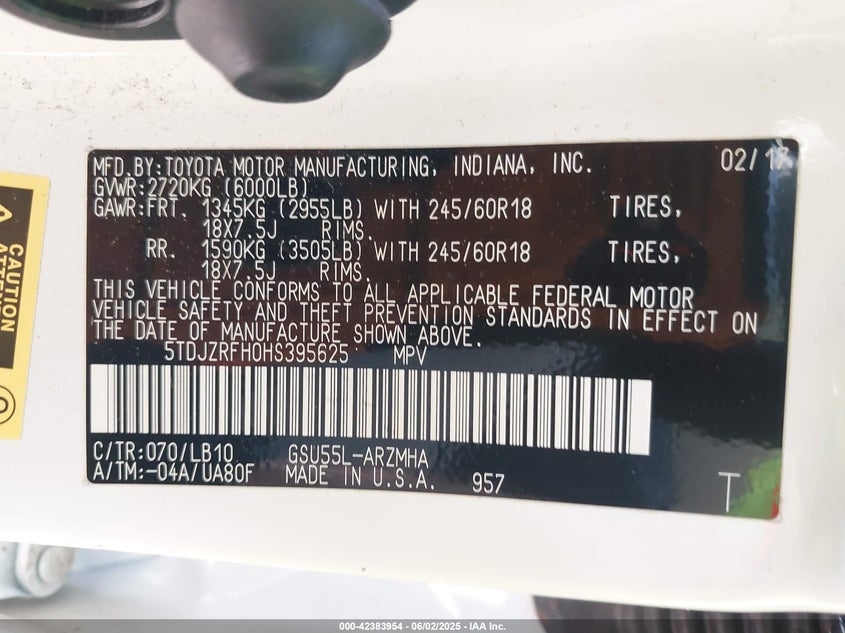 MFD.BY:TOYOTA MOTOR MANUFACTURING, INDIANA, INC. 02/17
GVWR:2720KG (6000LB)
GAWR:FRT. 1345KG (2955LB) WITH 245/60R18 TIRES,
18X7.5J RIMS.
RR. 1590KG (3505LB) WITH 245/60R18 TIRES,
18X7.5J RIMS.
THIS VEHICLE CONFORMS TO ALL APPLICABLE FEDERAL MOTOR
VEHICLE SAFETY AND THEFT PREVENTION STANDARDS IN EFFECT ON
THE DATE OF MANUFACTURE SHOWN ABOVE.
5TDJZRFH0HS395625 MPV
C/TR:070/LB10 GSU55L-ARZMHA
A/TM:-04A/UA80F MADE IN U.S.A. 957
T
CAUTION
000-42383954 - 06/02/2025 - IAA Inc.